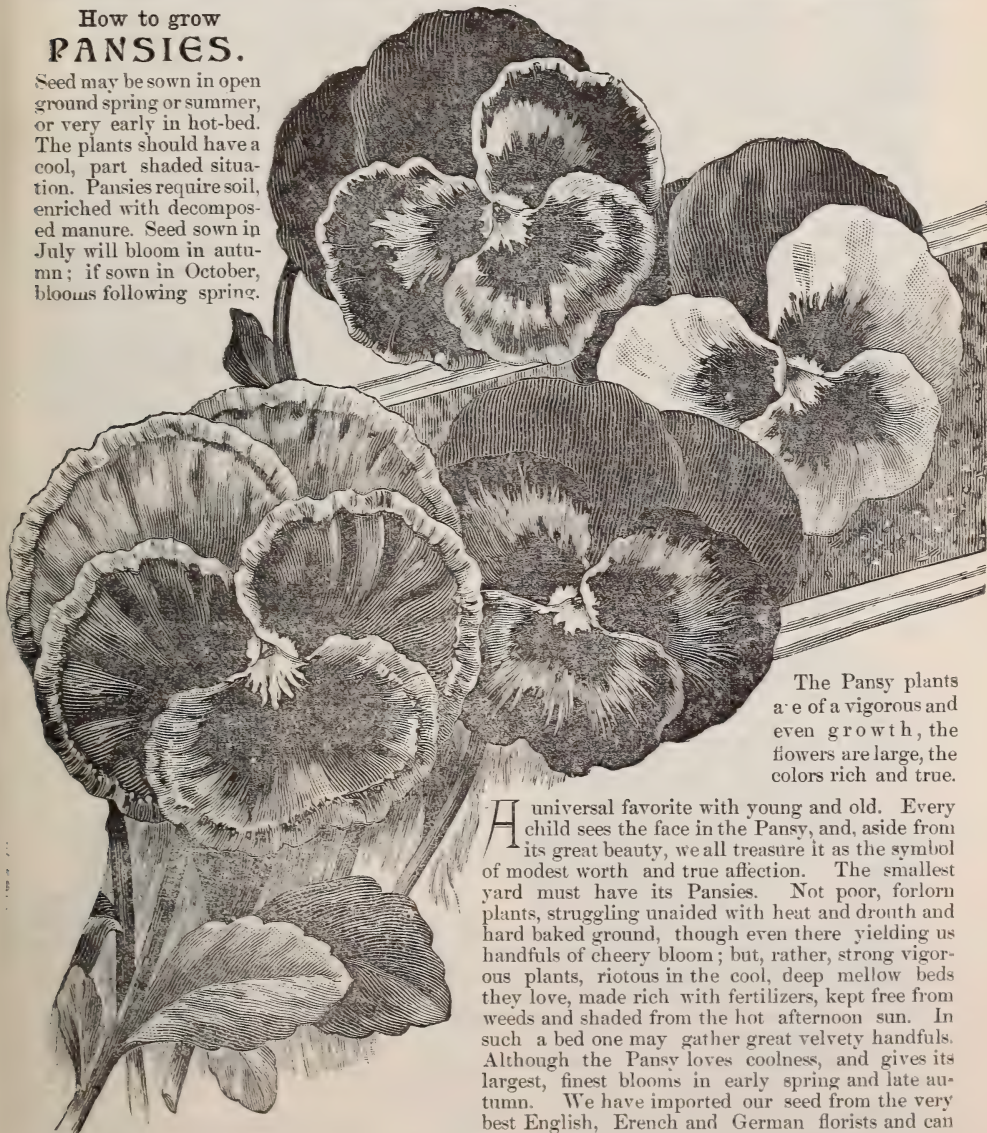 How to grow
PANSIES.
Seed may be sown in open
ground spring or summer,
or very early in hot-bed.
The plants should have a
cool, part shaded situa-
tion. Pansies require soil,
enriched with decompos-
ed manure. Seed sown in
July will bloom in autu-
mn; if sown in October,
blooms following spring.
The Pansy plants
a e of a vigorous and
even growth, the
flowers are large, the
colors rich and true.
A universal favorite with young and old. Every
child sees the face in the Pansy, and, aside from
its great beauty, we all treasure it as the symbol
of modest worth and true affection. The smallest
yard must have its Pansies. Not poor, forlorn
plants, struggling unaided with heat and drouth and
hard baked ground, though even there yielding us
handfuls of cheery bloom; but, rather, strong vigor-
ous plants, riotous in the cool, deep mellow beds
they love, made rich with fertilizers, kept free from
weeds and shaded from the hot afternoon sun. In
such a bed one may gather great velvety handfuls.
Although the Pansy loves coolness, and gives its
largest, finest blooms in early spring and late au-
tumn. We have imported our seed from the very
best English, Erench and German florists and can